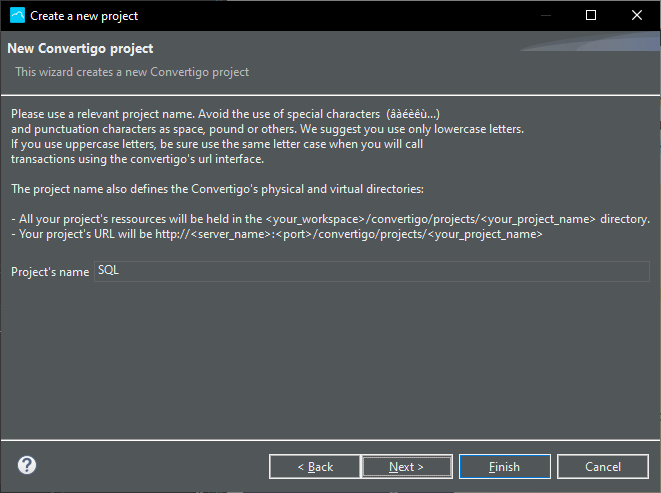 Create a new project
New Convertigo project
This wizard creates a new Convertigo project
Please use a relevant project name. Avoid the use of special characters (âàéèêù...)
and punctuation characters as space, pound or others. We suggest you use only lowercase letters.
If you use uppercase letters, be sure use the same letter case when you will call
transactions using the convertigo's url interface.
The project name also defines the Convertigo's physical and virtual directories:
- All your project's ressources will be held in the <your_workspace>/convertigo/projects/<your_project_name> directory.
- Your project's URL will be http://<server_name>:<port>/convertigo/projects/<your_project_name>
Project's name SQL
? < Back Next > Finish Cancel